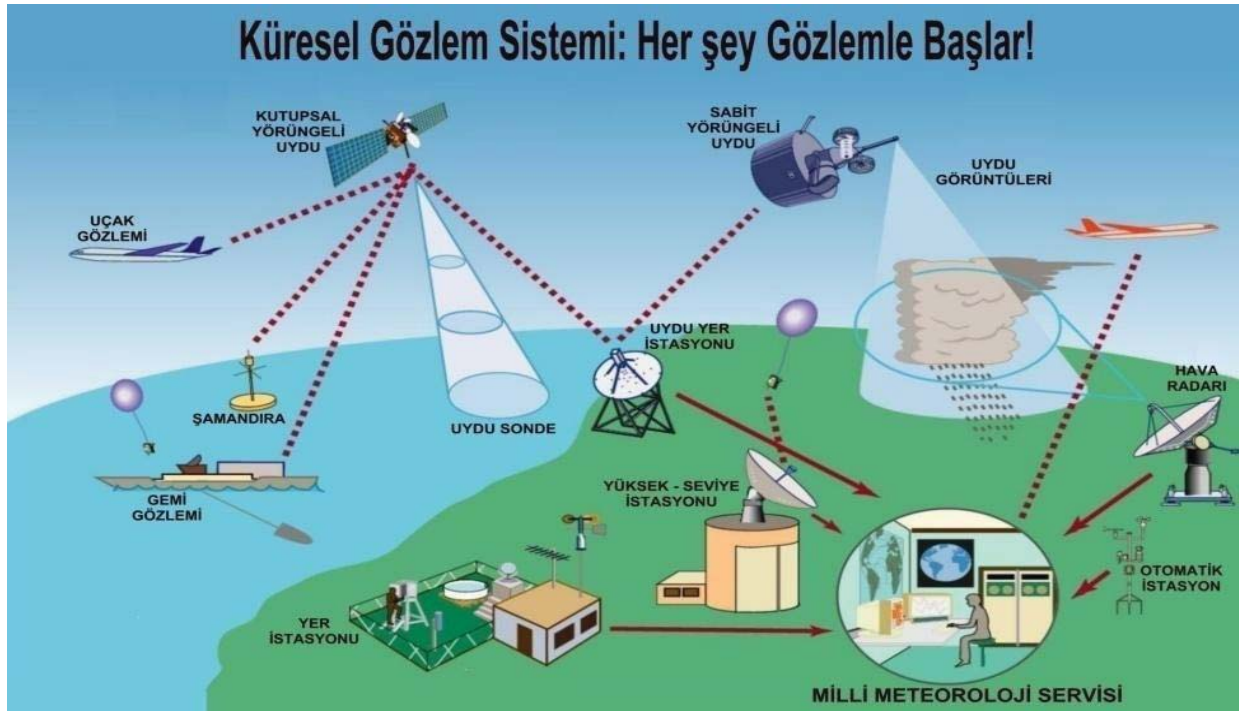 Küresel Gözlem Sistemi: Her şey Gözlemle Başlar!
KUTUPSAL
YÖRÜNGELİ
UYDU
SABİT
YÖRÜNGELİ
UYDU
UYDU
GÖRÜNTÜLERİ
UÇAK
GÖZLEMİ
UYDU YER
İSTASYONU
HAVA
RADARI
ŞAMANDIRA
UYDU SONDE
GEMİ
GÖZLEMİ
YÜKSEK - SEVİYE
İSTASYONU
OTOMATİK
İSTASYON
YER
İSTASYONU
MİLLİ METEOROLOJİ SERVİSİ